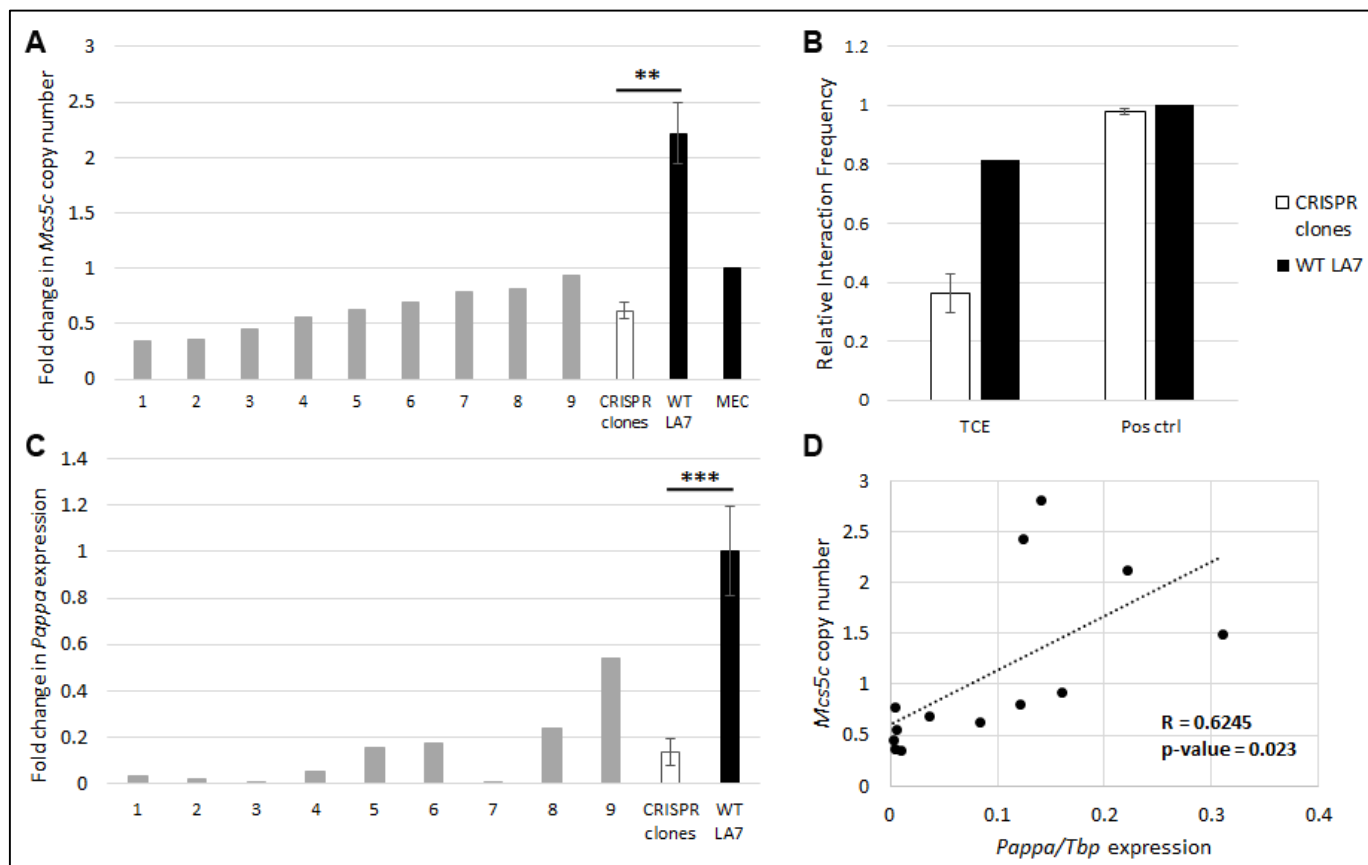 A
Fold change in Mcs5c copy number
3
2.5
2
1.5
1
0.5
0
**
1 2 3 4 5 6 7 8 9 CRISPR clones WT LA7 MEC
B
Relative Interaction Frequency
1.2
1
0.8
0.6
0.4
0.2
0
TCE Pos ctrl
CRISPR
clones
WT LA7
C
Fold change in Pappa expression
1.4
1.2
1
0.8
0.6
0.4
0.2
0
***
1 2 3 4 5 6 7 8 9 CRISPR clones WT LA7
D
Mcs5c copy number
3
2.5
2
1.5
1
0.5
0
R = 0.6245
p-value = 0.023
0 0.1 0.2 0.3 0.4
Pappa/Tbp expression